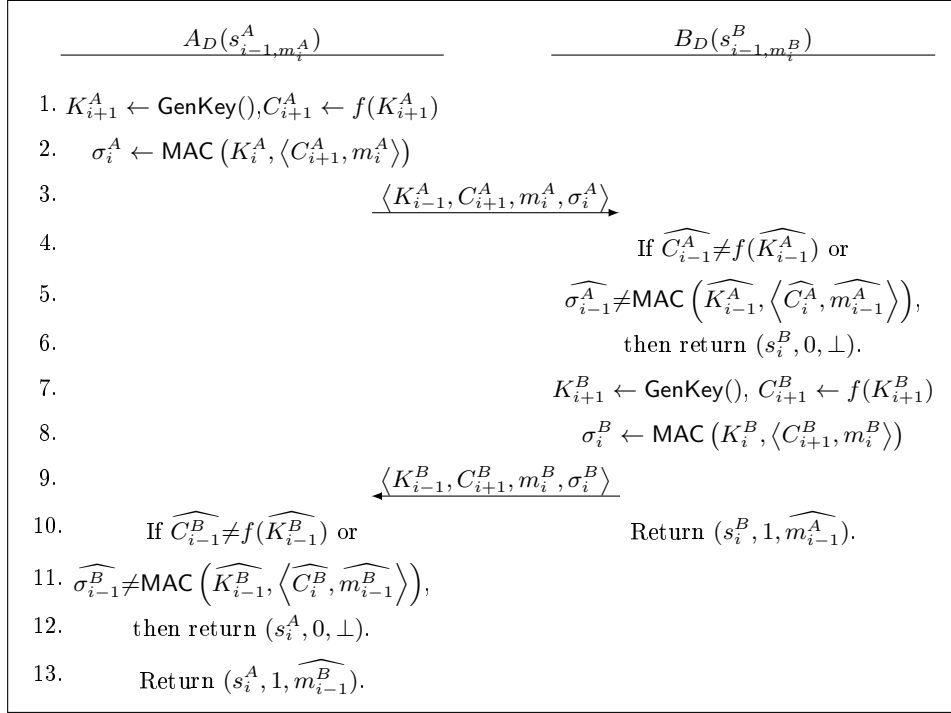 A_D(s^A_{i-1,m_i^A}) B_D(s^B_{i-1,m_i^B})
1. K^A_{i+1} ← GenKey(),C^A_{i+1} ← f(K^A_{i+1})
2. σ^A_i ← MAC (K^A_i, ⟨C^A_{i+1}, m^A_i⟩)
3. ⟨K^A_{i-1}, C^A_{i+1}, m^A_i, σ^A_i⟩
4. If \widehat{C^A_{i-1}}≠f(\widehat{K^A_{i-1}}) or
5. \widehat{σ^A_{i-1}}≠MAC (\widehat{K^A_{i-1}}, ⟨\widehat{C^A_i}, \widehat{m^A_{i-1}}⟩),
6. then return (s^B_i, 0, ⊥).
7. K^B_{i+1} ← GenKey(), C^B_{i+1} ← f(K^B_{i+1})
8. σ^B_i ← MAC (K^B_i, ⟨C^B_{i+1}, m^B_i⟩)
9. ⟨K^B_{i-1}, C^B_{i+1}, m^B_i, σ^B_i⟩
10. If \widehat{C^B_{i-1}}≠f(\widehat{K^B_{i-1}}) or Return (s^B_i, 1, \widehat{m^A_{i-1}}).
11. \widehat{σ^B_{i-1}}≠MAC (\widehat{K^B_{i-1}}, ⟨\widehat{C^B_i}, \widehat{m^B_{i-1}}⟩),
12. then return (s^A_i, 0, ⊥).
13. Return (s^A_i, 1, \widehat{m^B_{i-1}}).